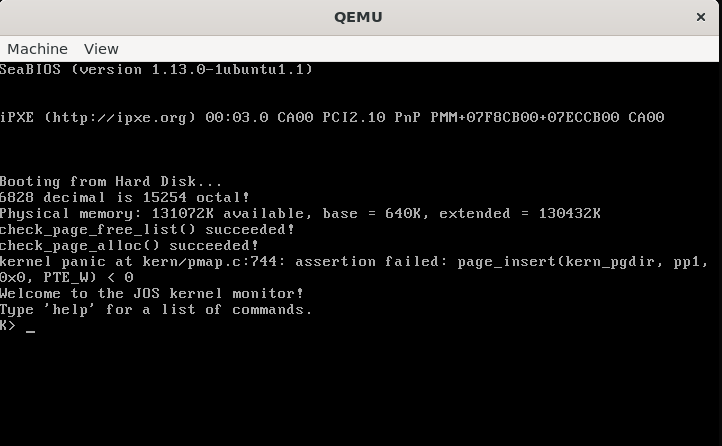 QEMU
Machine View
SeaBIOS (version 1.13.0-1ubuntu1.1)
iPXE (http://ipxe.org) 00:03.0 CA00 PCI2.10 PnP PMM+07F8CB00+07ECCB00 CA00
Booting from Hard Disk...
6828 decimal is 15254 octal!
Physical memory: 131072K available, base = 640K, extended = 130432K
check_page_free_list() succeeded!
check_page_alloc() succeeded!
kernel panic at kern/pmap.c:744: assertion failed: page_insert(kern_pgdir, pp1,
0x0, PTE_W) < 0
Welcome to the JOS kernel monitor!
Type 'help' for a list of commands.
K> _